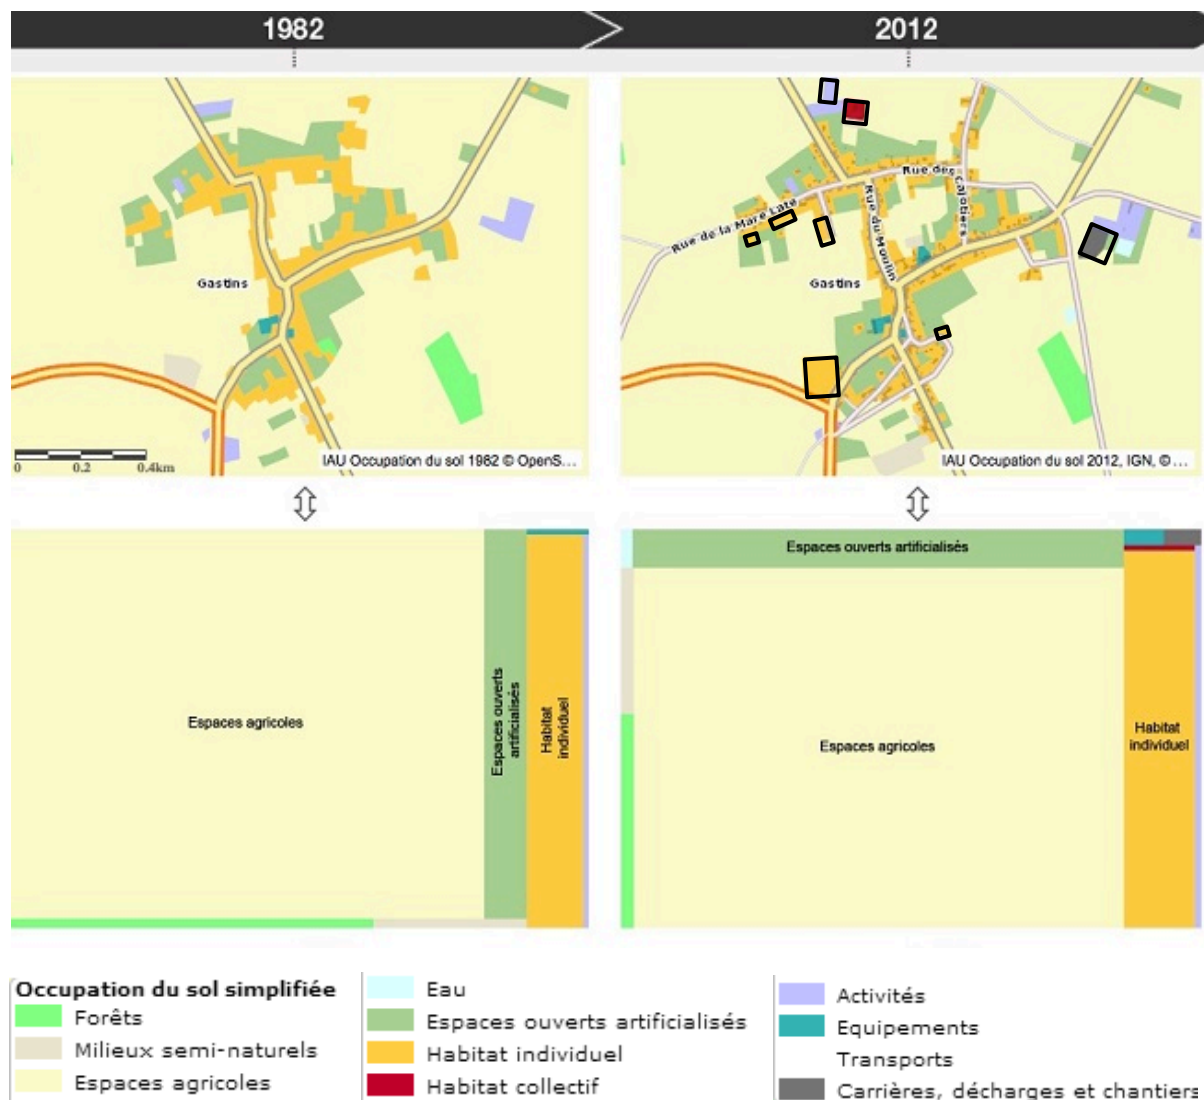 1982
2012
Gastins
0
0.2
0.4km
IAU Occupation du sol 1982 © OpenS...
Rue des Calotiers
Rue de la Mare Late
Rue du Moulin
Gastins
IAU Occupation du sol 2012, IGN, © ...
Espaces agricoles
Espaces ouverts
artificialisés
Habitat
individuel
Espaces ouverts artificialisés
Espaces agricoles
Habitat
individuel
Occupation du sol simplifiée
Forêts
Milieux semi-naturels
Espaces agricoles
Eau
Espaces ouverts artificialisés
Habitat individuel
Habitat collectif
Activités
Equipements
Transports
Carrières, décharges et chantiers